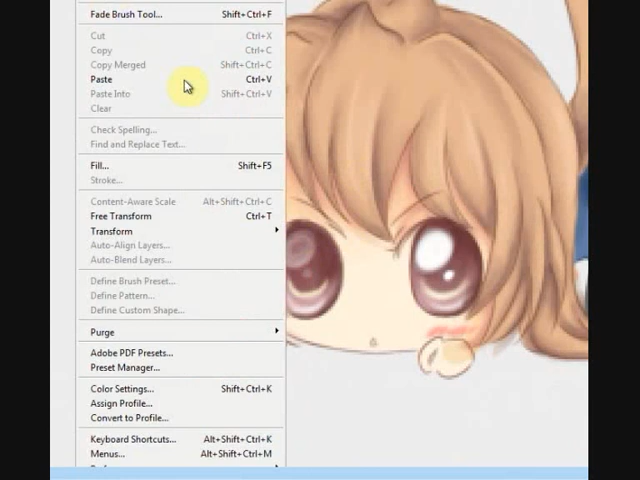 Fade Brush Tool... Shift+Ctrl+F
Cut Ctrl+X
Copy Ctrl+C
Copy Merged Shift+Ctrl+C
Paste Ctrl+V
Paste Into Shift+Ctrl+V
Clear
Check Spelling...
Find and Replace Text...
Fill... Shift+F5
Stroke...
Content-Aware Scale Alt+Shift+Ctrl+C
Free Transform Ctrl+T
Transform
Auto-Align Layers...
Auto-Blend Layers...
Define Brush Preset...
Define Pattern...
Define Custom Shape...
Purge
Adobe PDF Presets...
Preset Manager...
Color Settings... Shift+Ctrl+K
Assign Profile...
Convert to Profile...
Keyboard Shortcuts... Alt+Shift+Ctrl+K
Menus... Alt+Shift+Ctrl+M